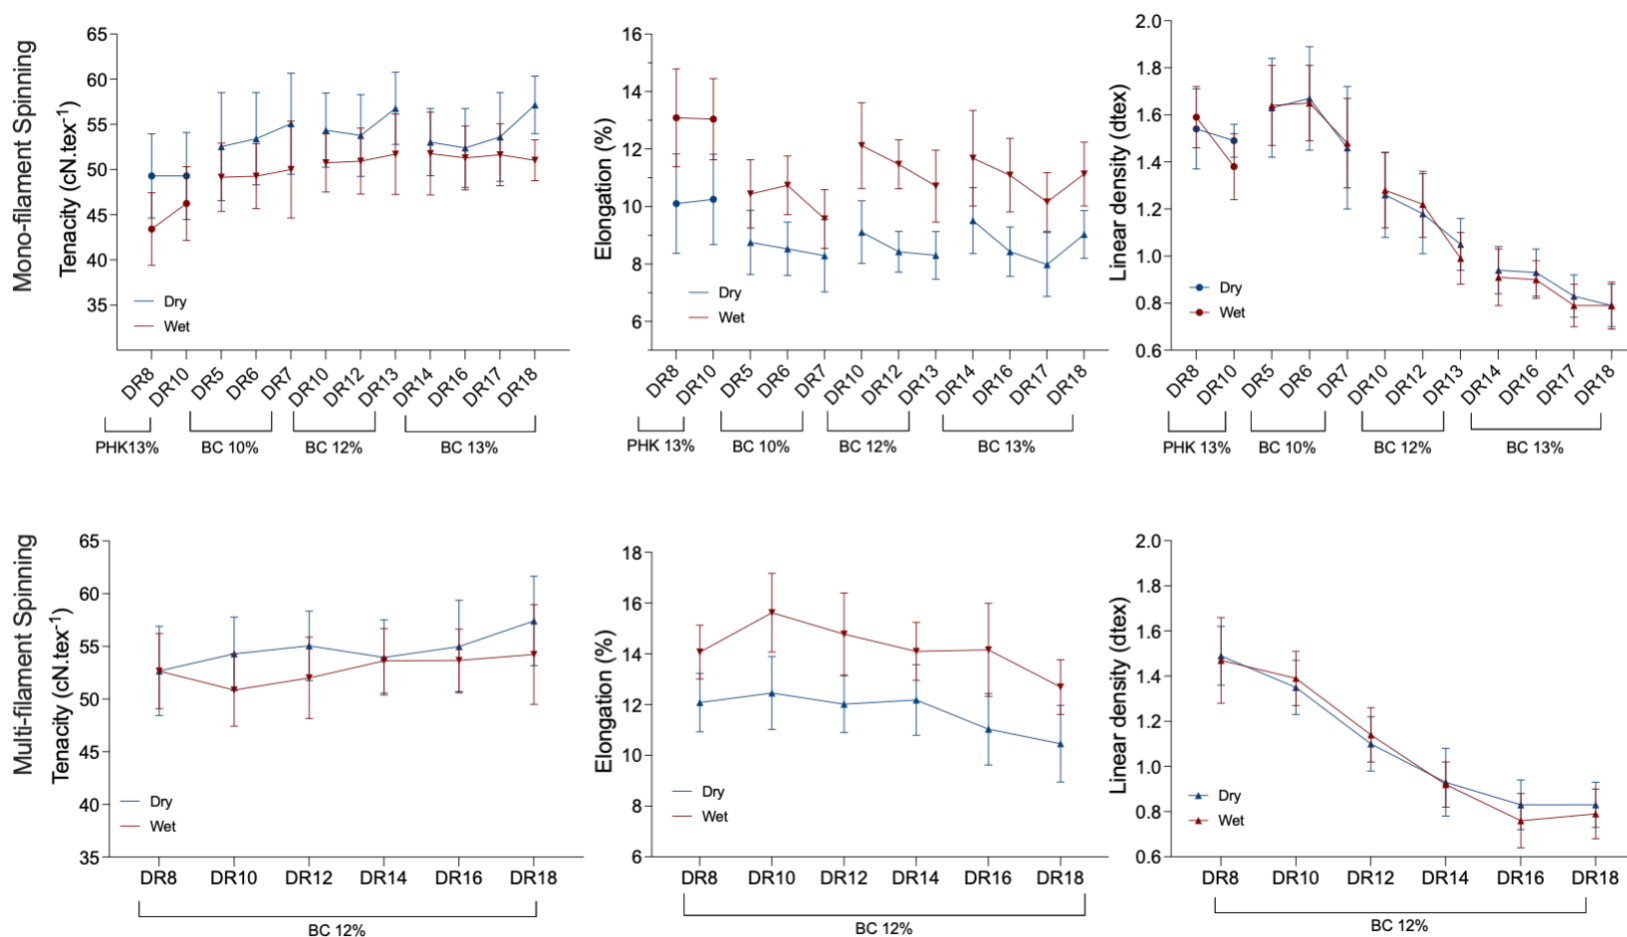 Mono-filament Spinning
Tenacity (cN.tex⁻¹)
65
60
55
50
45
40
35
Dry
Wet
DR8 DR10 DR5 DR6 DR7 DR10 DR12 DR13 DR14 DR16 DR17 DR18
PHK13% BC 10% BC 12% BC 13%
Elongation (%)
16
14
12
10
8
6
Dry
Wet
DR8 DR10 DR5 DR6 DR7 DR10 DR12 DR13 DR14 DR16 DR17 DR18
PHK 13% BC 10% BC 12% BC 13%
Linear density (dtex)
2.0
1.8
1.6
1.4
1.2
1.0
0.8
0.6
Dry
Wet
DR8 DR10 DR5 DR6 DR7 DR10 DR12 DR13 DR14 DR16 DR17 DR18
PHK 13% BC 10% BC 12% BC 13%
Multi-filament Spinning
Tenacity (cN.tex⁻¹)
65
60
55
50
45
40
35
Dry
Wet
DR8 DR10 DR12 DR14 DR16 DR18
BC 12%
Elongation (%)
18
16
14
12
10
8
6
Dry
Wet
DR8 DR10 DR12 DR14 DR16 DR18
BC 12%
Linear density (dtex)
2.0
1.8
1.6
1.4
1.2
1.0
0.8
0.6
Dry
Wet
DR8 DR10 DR12 DR14 DR16 DR18
BC 12%